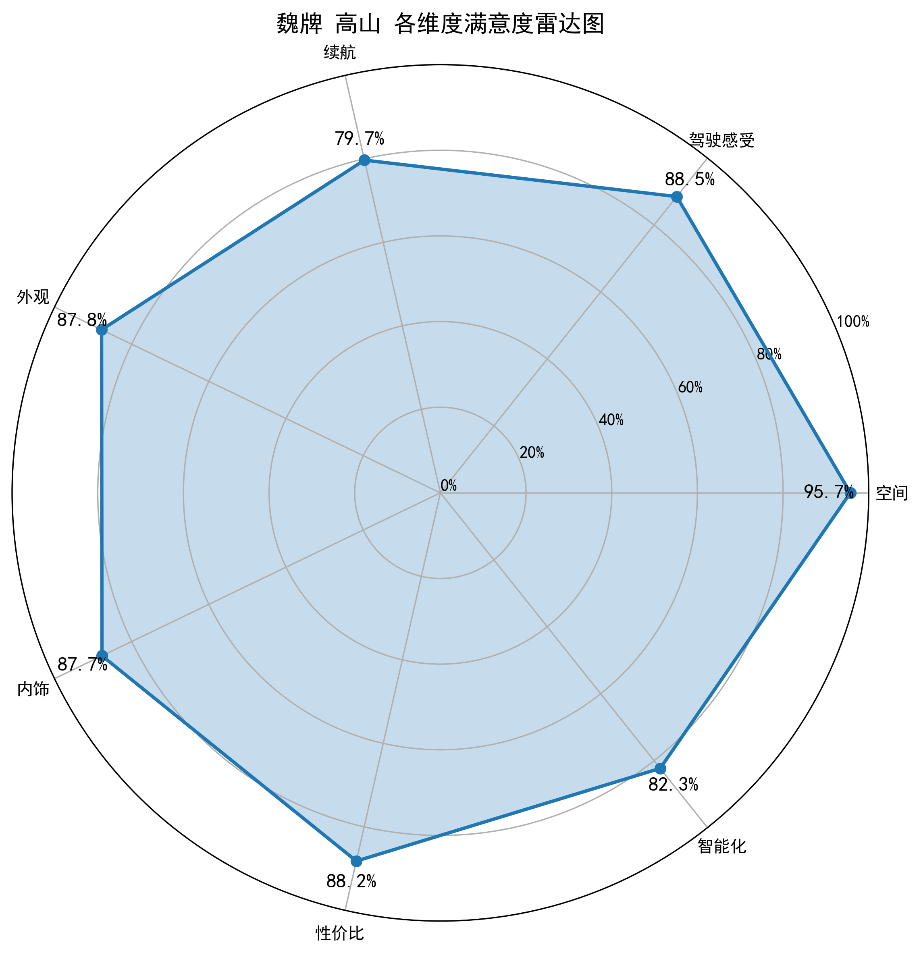 魏牌 高山 各维度满意度雷达图
续航
79.7%
驾驶感受
88.5%
外观
87.8%
100%
80%
60%
40%
20%
0%
95.7%
空间
87.7%
内饰
82.3%
智能化
88.2%
性价比